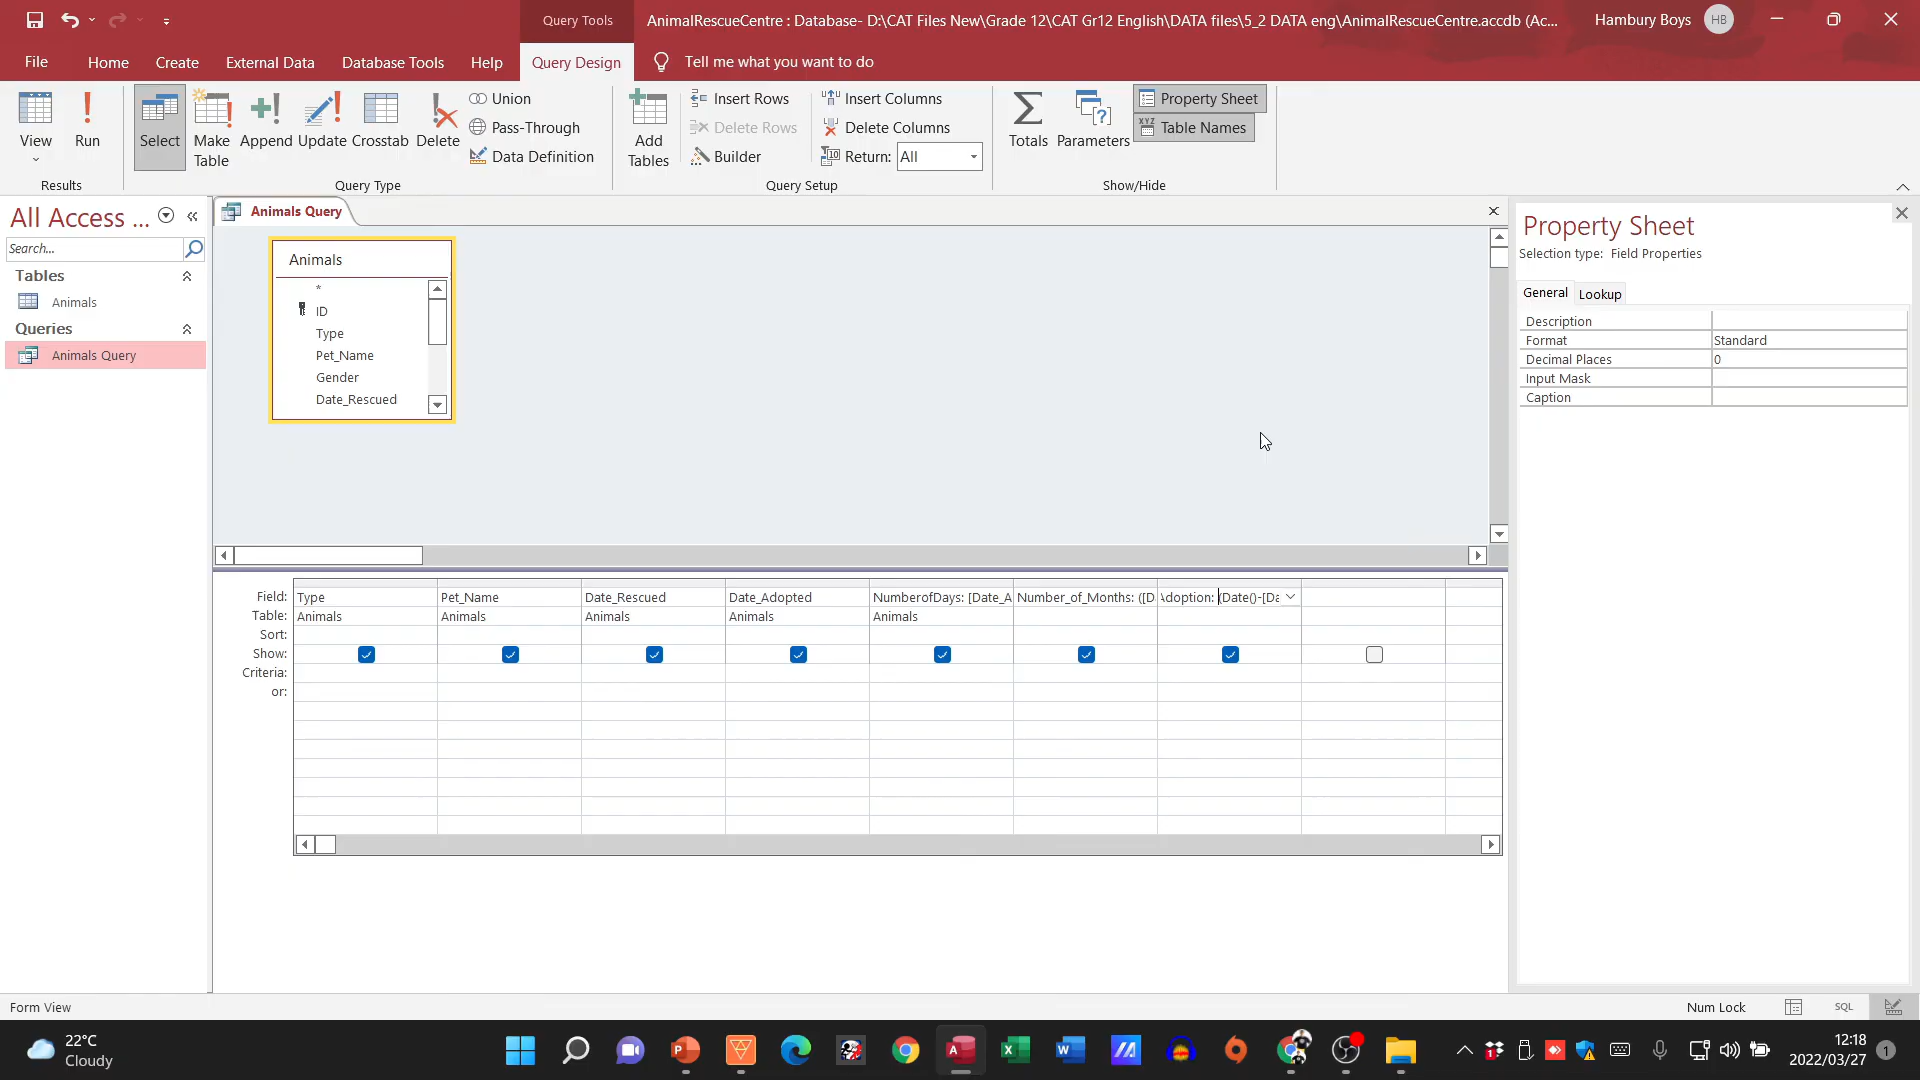 Query Tools
AnimalRescueCentre : Database- D:\CAT Files New\Grade 12\CAT Gr12 English\DATA files\5_2 DATA eng\AnimalRescueCentre.accdb (Ac...
Hambury Boys
HB
File
Home
Create
External Data
Database Tools
Help
Query Design
Tell me what you want to do
View
Run
Select
Make
Table
Append
Update
Crosstab
Delete
Union
Pass-Through
Data Definition
Add
Tables
Insert Rows
Delete Rows
Builder
Insert Columns
Delete Columns
Return: All
Totals
Parameters
Property Sheet
Table Names
Results
Query Type
Query Setup
Show/Hide
All Access ...
Search...
Tables
Animals
Queries
Animals Query
Animals Query
Animals
*
ID
Type
Pet_Name
Gender
Date_Rescued
Property Sheet
Selection type: Field Properties
General
Lookup
Description
Format Standard
Decimal Places 0
Input Mask
Caption
Field: Type Pet_Name Date_Rescued Date_Adopted NumberofDays: [Date_A Number_of_Months: ([D Adoption: (Date()-[Da
Table: Animals Animals Animals Animals Animals
Sort:
Show:
Criteria:
or:
Form View
Num Lock
SQL
22°C
Cloudy
12:18
2022/03/27
1